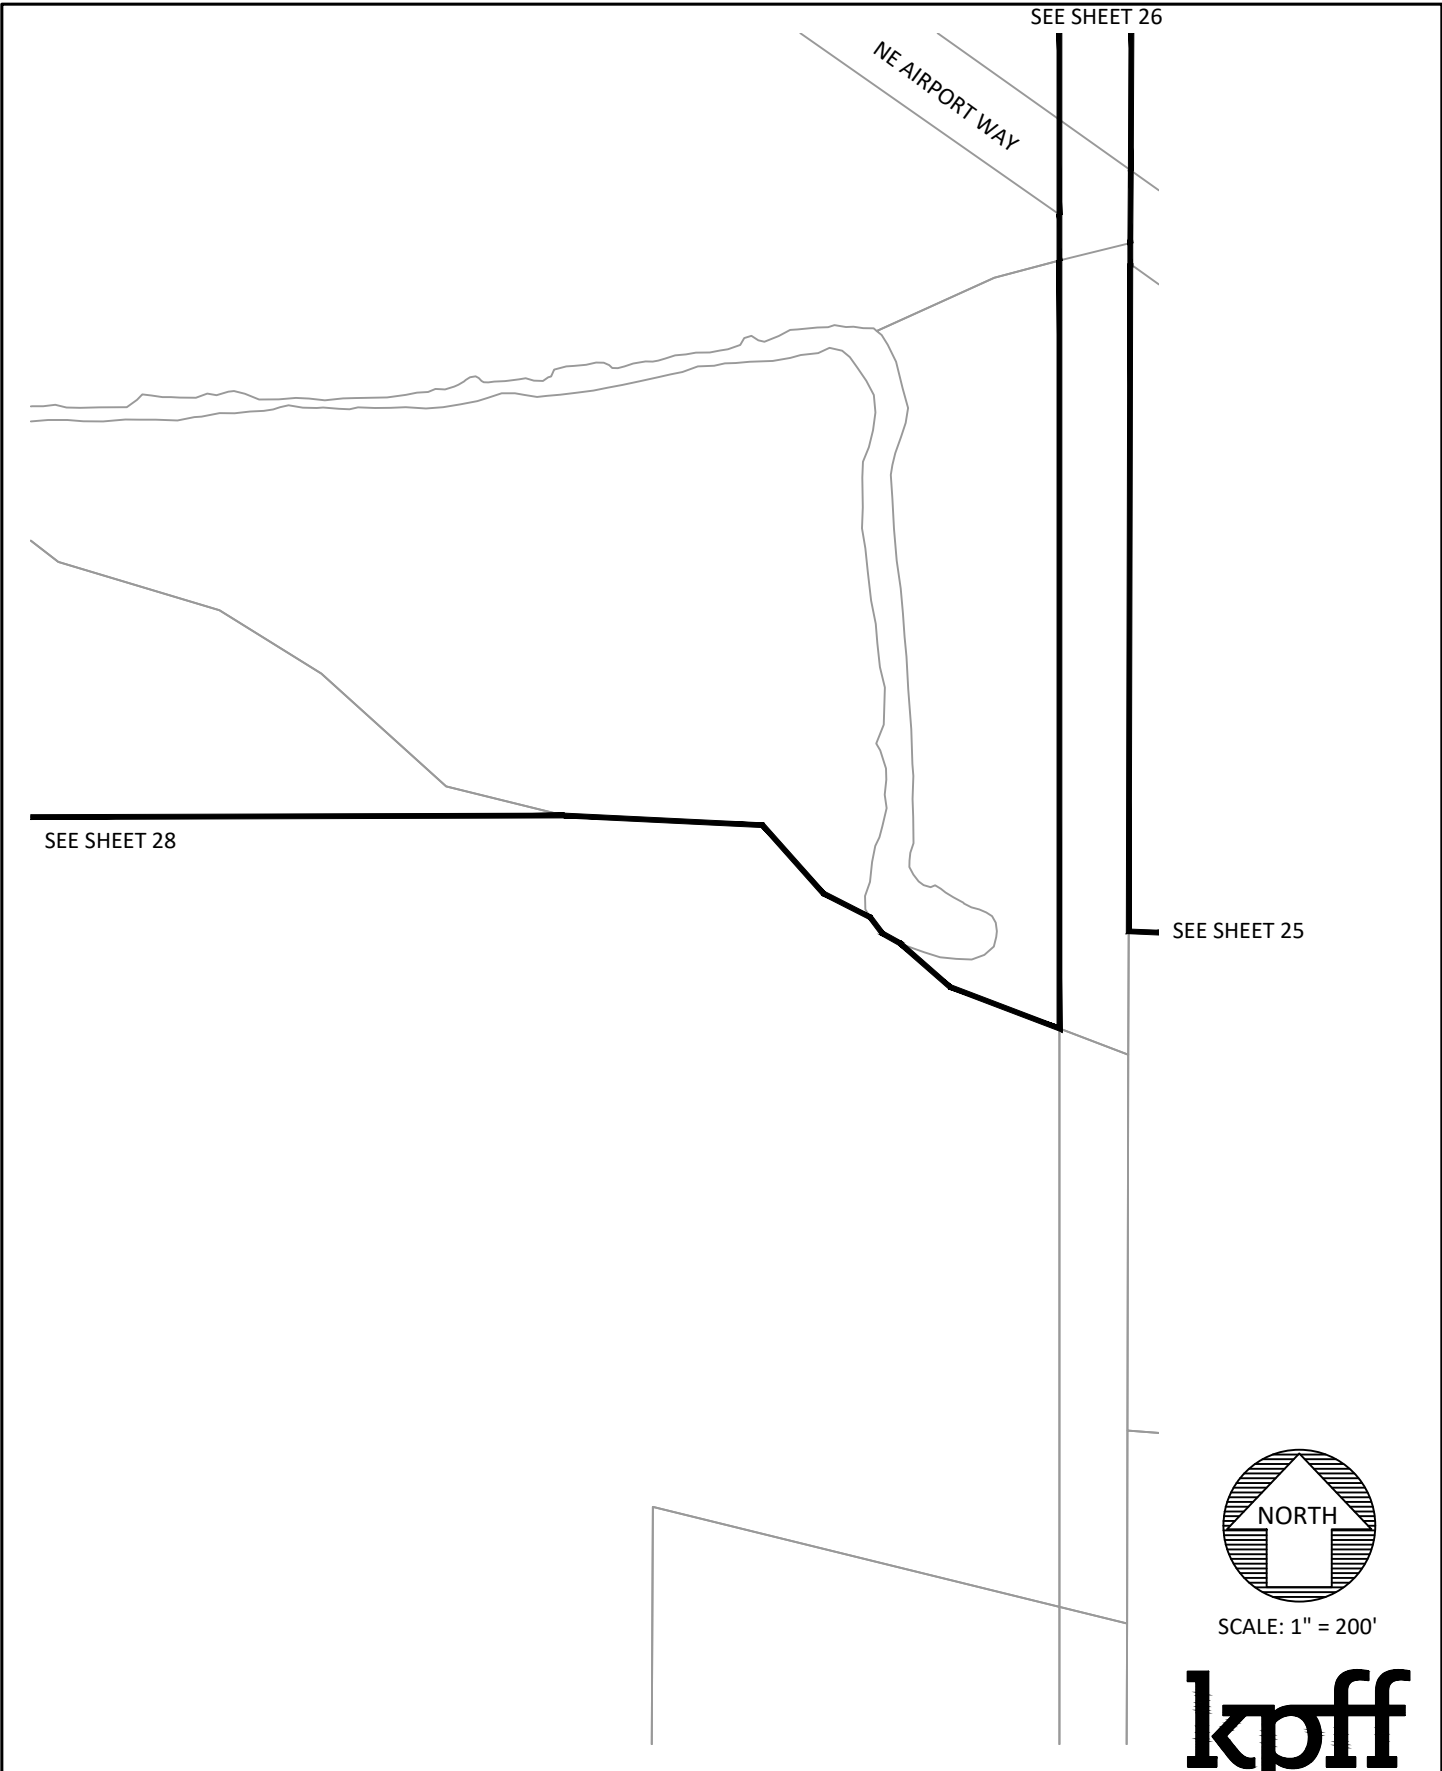 SEE SHEET 26
NE AIRPORT WAY
SEE SHEET 28
SEE SHEET 25
NORTH
SCALE: 1" = 200'
kpff